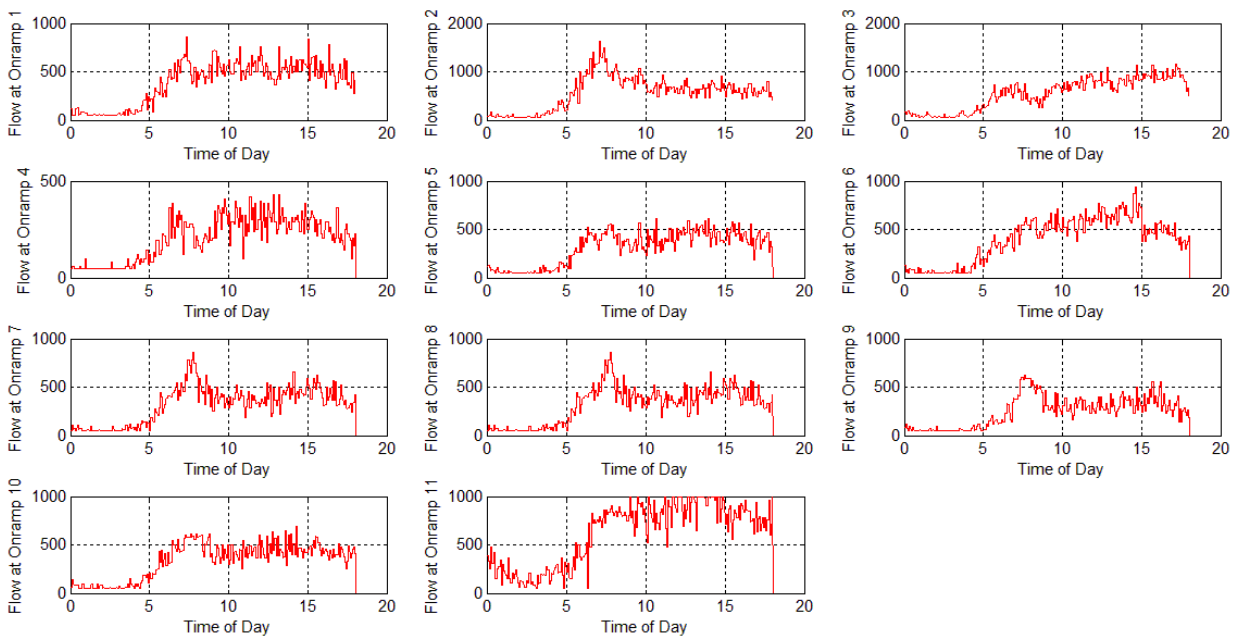 Flow at Onramp 1
1000
500
0
0 5 10 15 20
Time of Day
Flow at Onramp 2
2000
1000
0
0 5 10 15 20
Time of Day
Flow at Onramp 3
2000
1000
0
0 5 10 15 20
Time of Day
Flow at Onramp 4
500
0
0 5 10 15 20
Time of Day
Flow at Onramp 5
1000
500
0
0 5 10 15 20
Time of Day
Flow at Onramp 6
1000
500
0
0 5 10 15 20
Time of Day
Flow at Onramp 7
1000
500
0
0 5 10 15 20
Time of Day
Flow at Onramp 8
1000
500
0
0 5 10 15 20
Time of Day
Flow at Onramp 9
1000
500
0
0 5 10 15 20
Time of Day
Flow at Onramp 10
1000
500
0
0 5 10 15 20
Time of Day
Flow at Onramp 11
1000
500
0
0 5 10 15 20
Time of Day